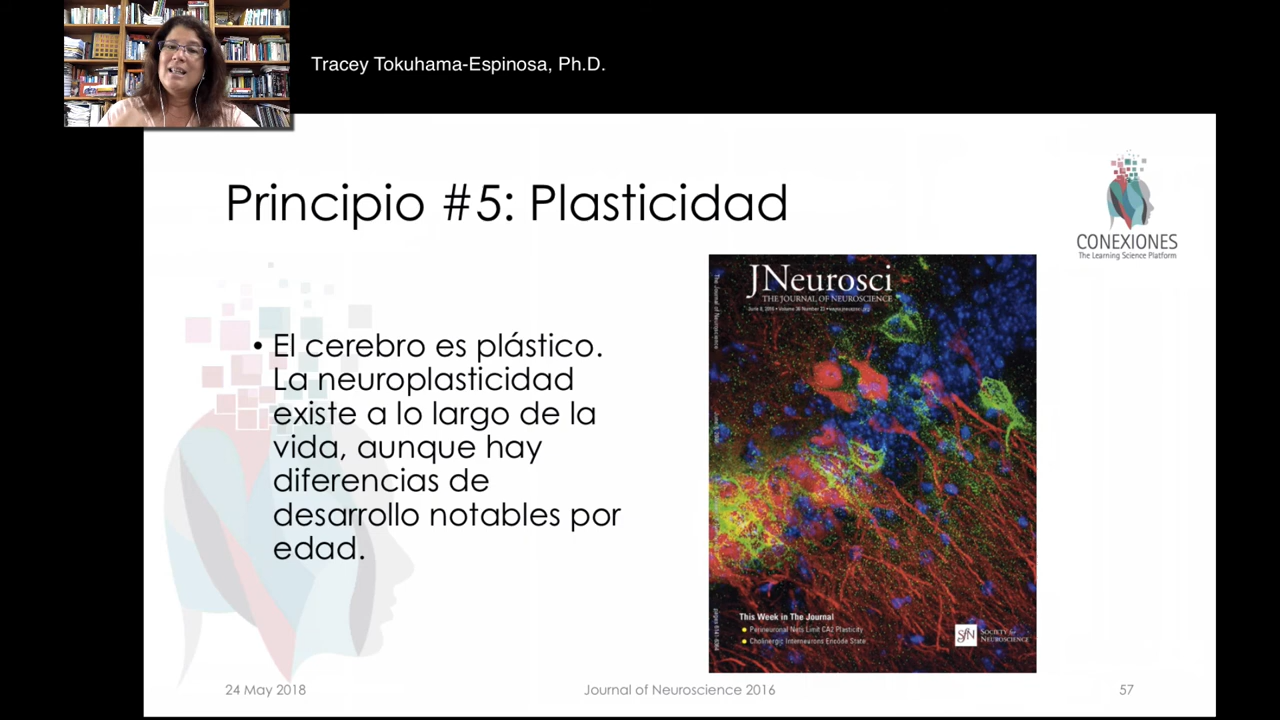 Tracey Tokuhama-Espinosa, Ph.D.
Principio #5: Plasticidad
CONEXIONES
The Learning Science Platform
• El cerebro es plástico.
La neuroplasticidad
existe a lo largo de la
vida, aunque hay
diferencias de
desarrollo notables por
edad.
JNeurosci
THE JOURNAL OF NEUROSCIENCE
This Week in The Journal
Perineuronal Nets Limit CA2 Plasticity
Cholinergic Interneurons Encode State
SfN
SOCIETY for
NEUROSCIENCE
24 May 2018
Journal of Neuroscience 2016
57